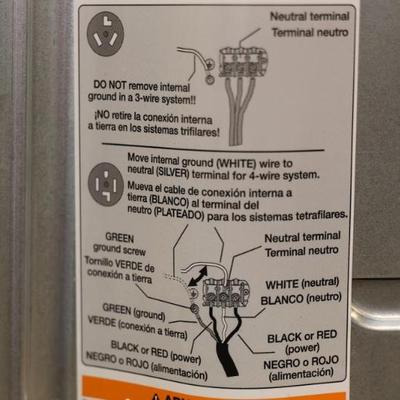 Neutral terminal
Terminal neutro
DO NOT remove internal
ground in a 3-wire system!!
¡NO retire la conexión interna
a tierra en los sistemas trifilares!
Move internal ground (WHITE) wire to
neutral (SILVER) terminal for 4-wire system.
Mueva el cable de conexión interna a
tierra (BLANCO) al terminal del
neutro (PLATEADO) para los sistemas tetrafilares.
GREEN
ground screw
Tornillo VERDE de
conexión a tierra
Neutral terminal
Terminal neutro
WHITE (neutral)
BLANCO (neutro)
GREEN (ground)
VERDE (conexión a tierra)
BLACK or RED (power)
NEGRO o ROJO (alimentación)
BLACK or RED
(power)
NEGRO o ROJO
(alimentación)